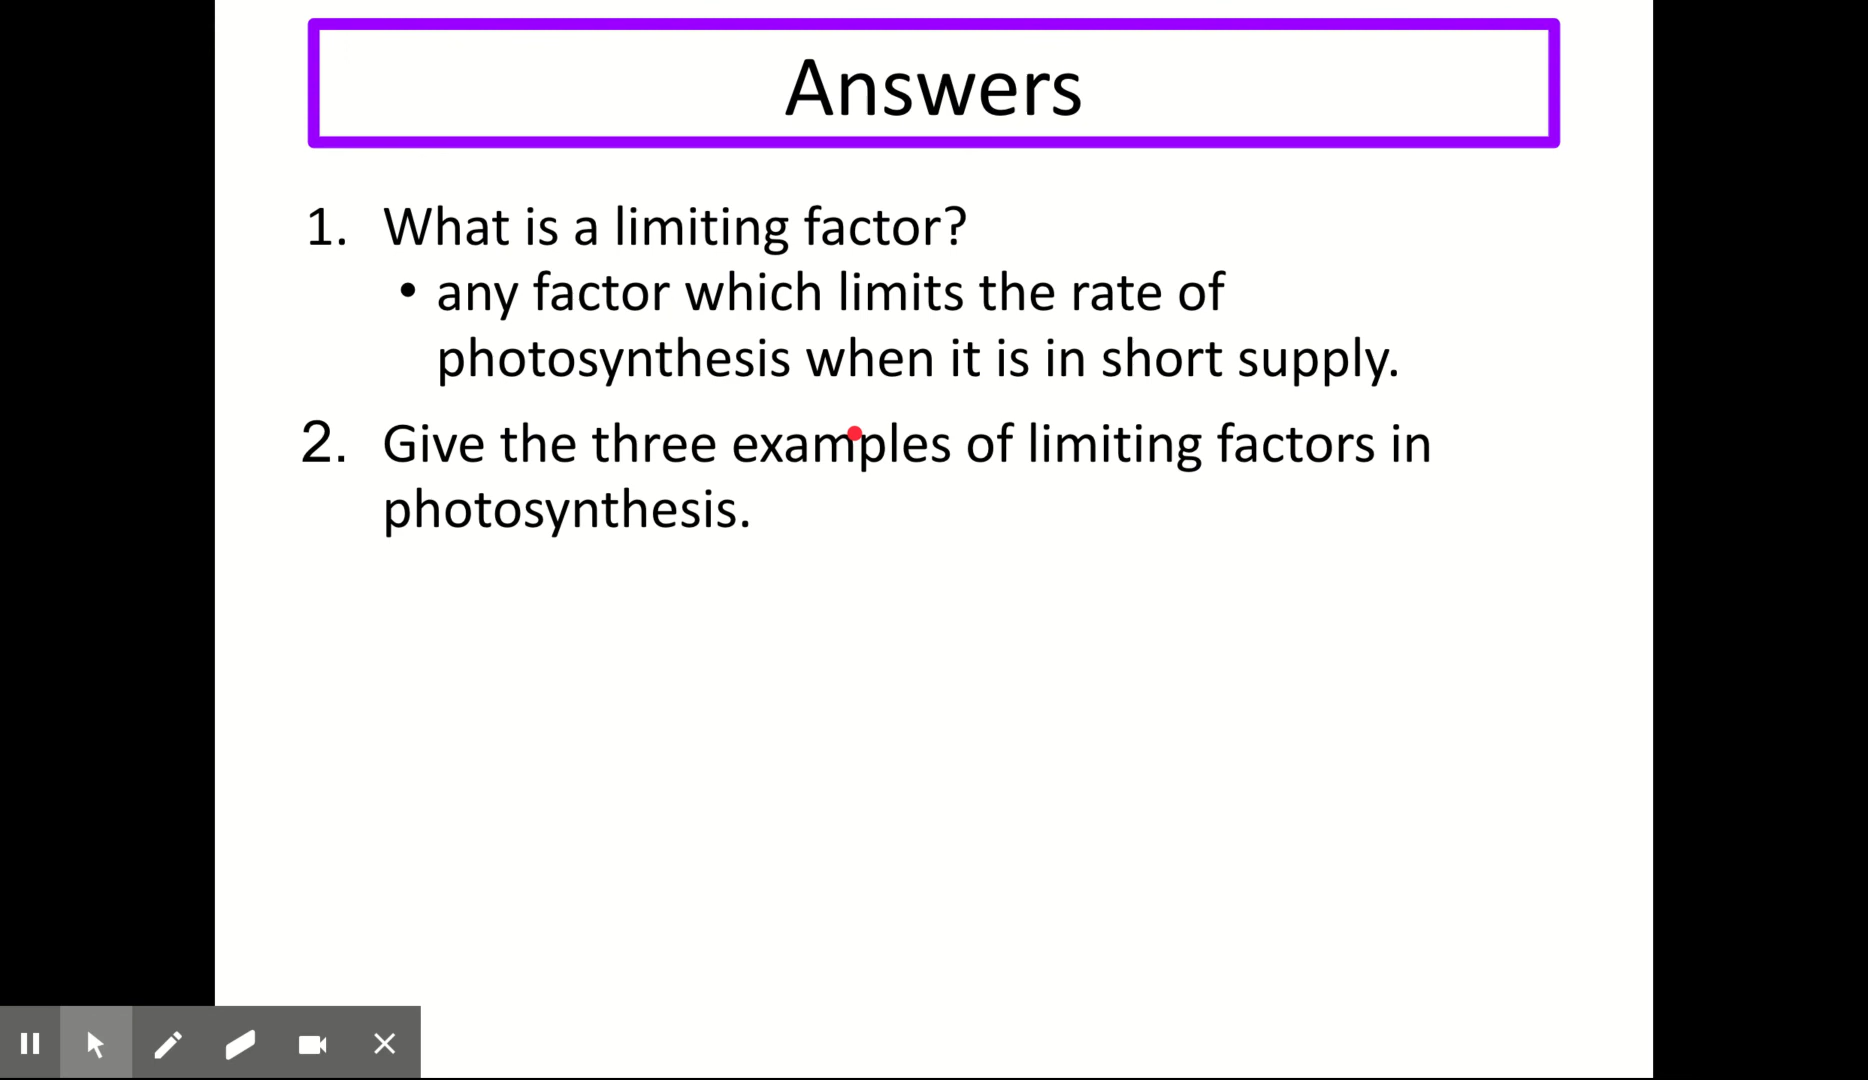 Answers
1. What is a limiting factor?
• any factor which limits the rate of
photosynthesis when it is in short supply.
2. Give the three examples of limiting factors in
photosynthesis.